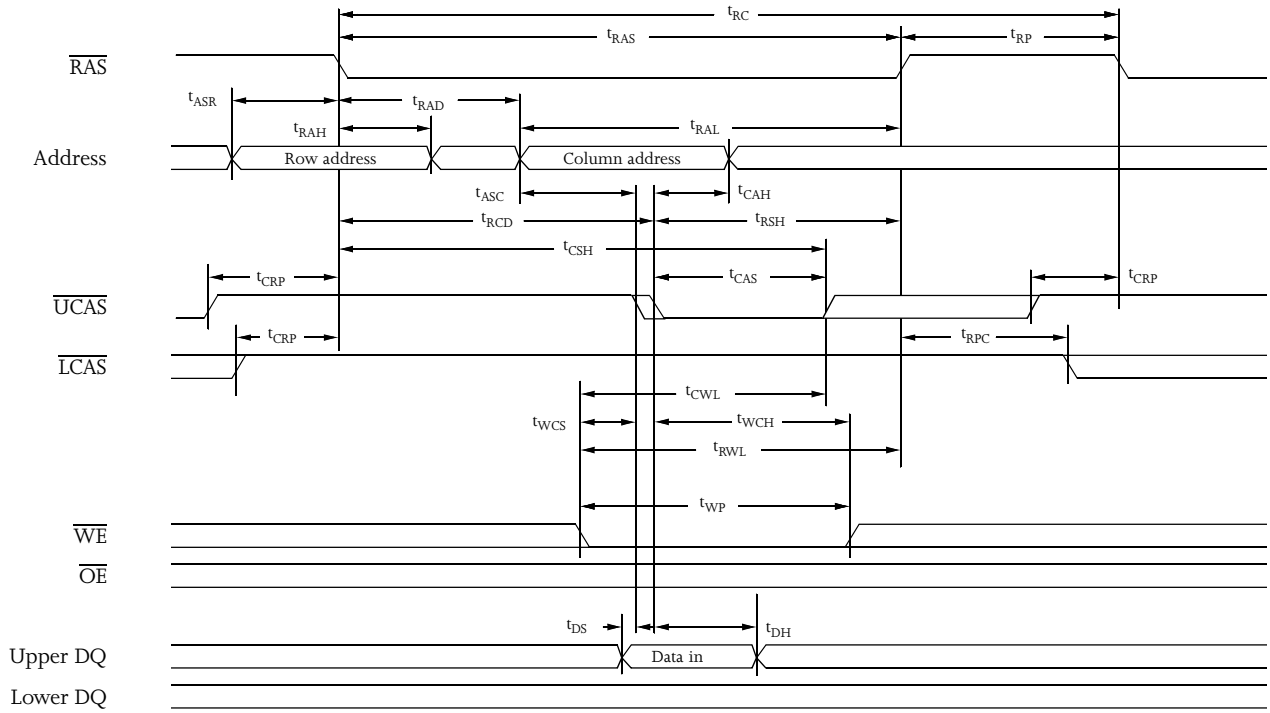 tRC
tRAS
tRP
RAS
tASR
tRAD
tRAH
tRAL
Address
Row address
Column address
tASC
tCAH
tRCD
tRSH
tCSH
tCRP
tCAS
tCRP
UCAS
tCRP
tRPC
LCAS
tCWL
tWCS
tWCH
tRWL
tWP
WE
OE
tDS
tDH
Upper DQ
Data in
Lower DQ